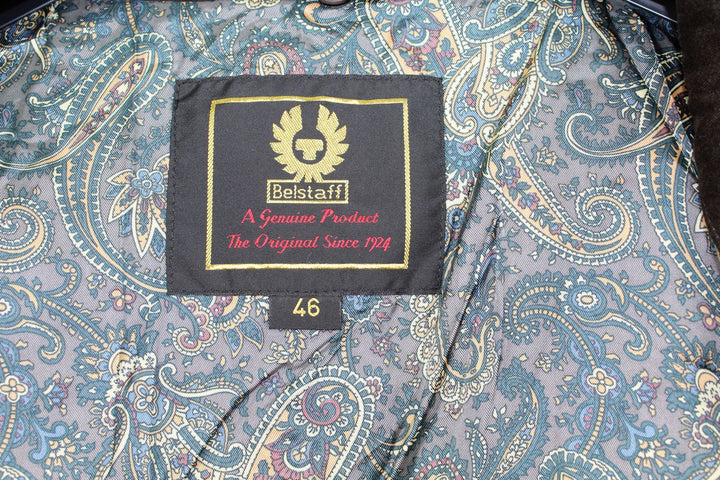 Belstaff
A Genuine Product
The Original Since 1924
46